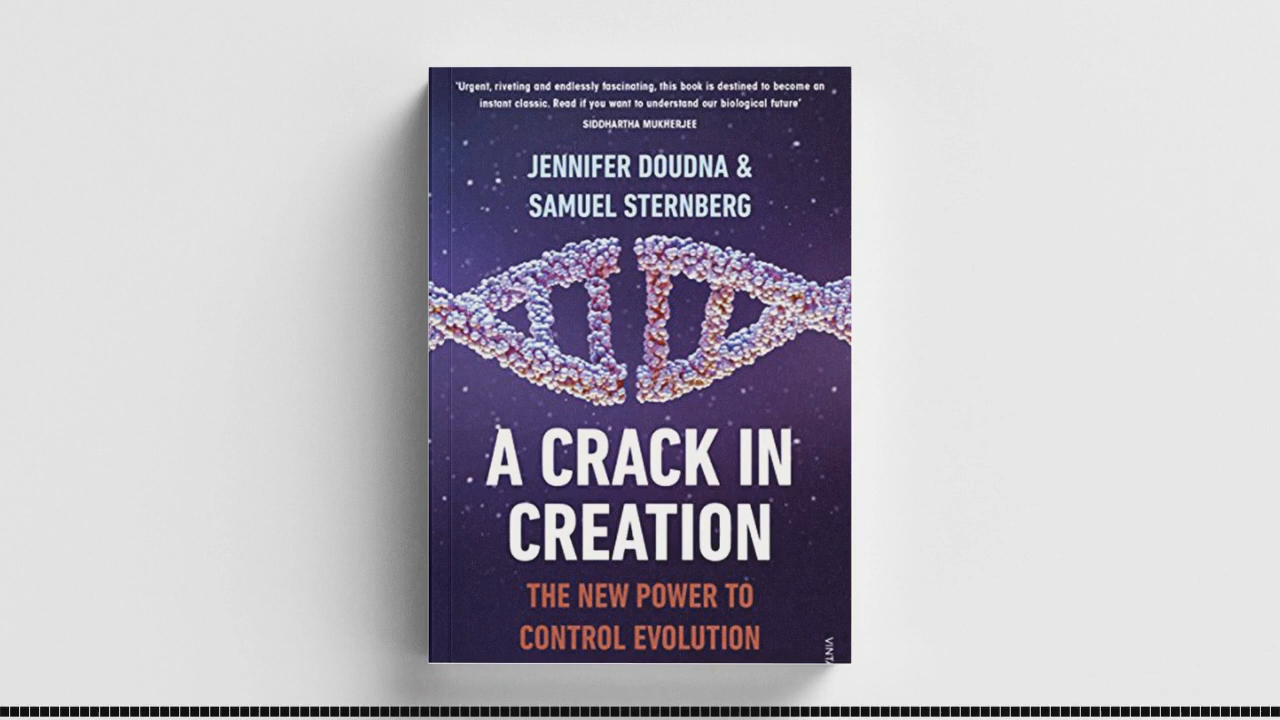 'Urgent, riveting and endlessly fascinating, this book is destined to become an
instant classic. Read if you want to understand our biological future'
SIDDHARTHA MUKHERJEE
JENNIFER DOUDNA &
SAMUEL STERNBERG
A CRACK IN
CREATION
THE NEW POWER TO
CONTROL EVOLUTION